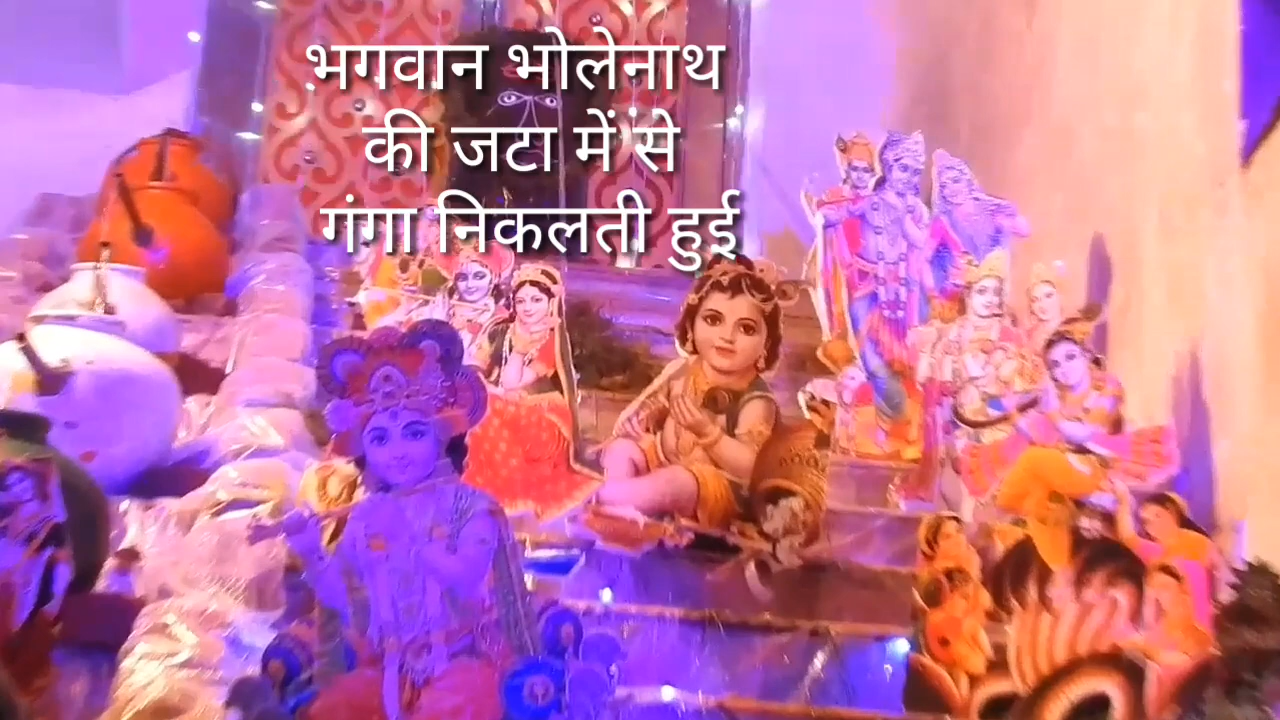 भगवान भोलेनाथ
की जटा में से
गंगा निकलती हुई